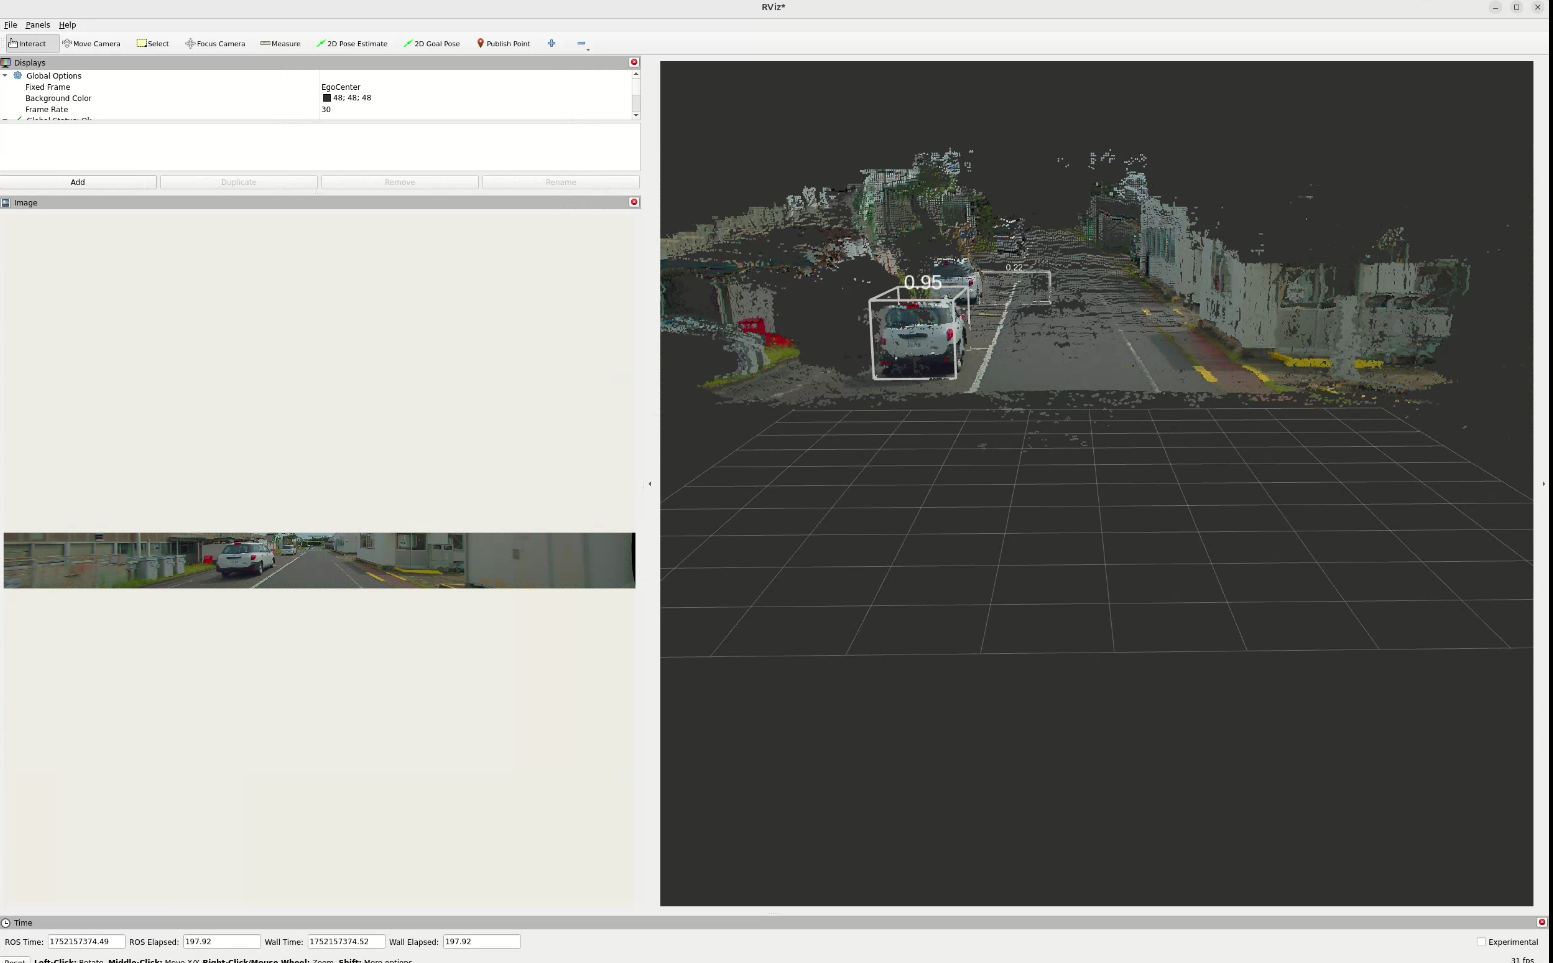 RViz*
File Panels Help
Interact Move Camera Select Focus Camera Measure 2D Pose Estimate 2D Goal Pose Publish Point
Displays
Global Options
Fixed Frame EgoCenter
Background Color 48; 48; 48
Frame Rate 30
Global Status: Ok
Add Duplicate Remove Rename
Image
0.22
0.95
Time
ROS Time: 1752157374.49 ROS Elapsed: 197.92 Wall Time: 1752157374.52 Wall Elapsed: 197.92 Experimental
Reset Left-Click: Rotate. Middle-Click: Move X/Y. Right-Click/Mouse Wheel: Zoom. Shift: More options. 31 fps